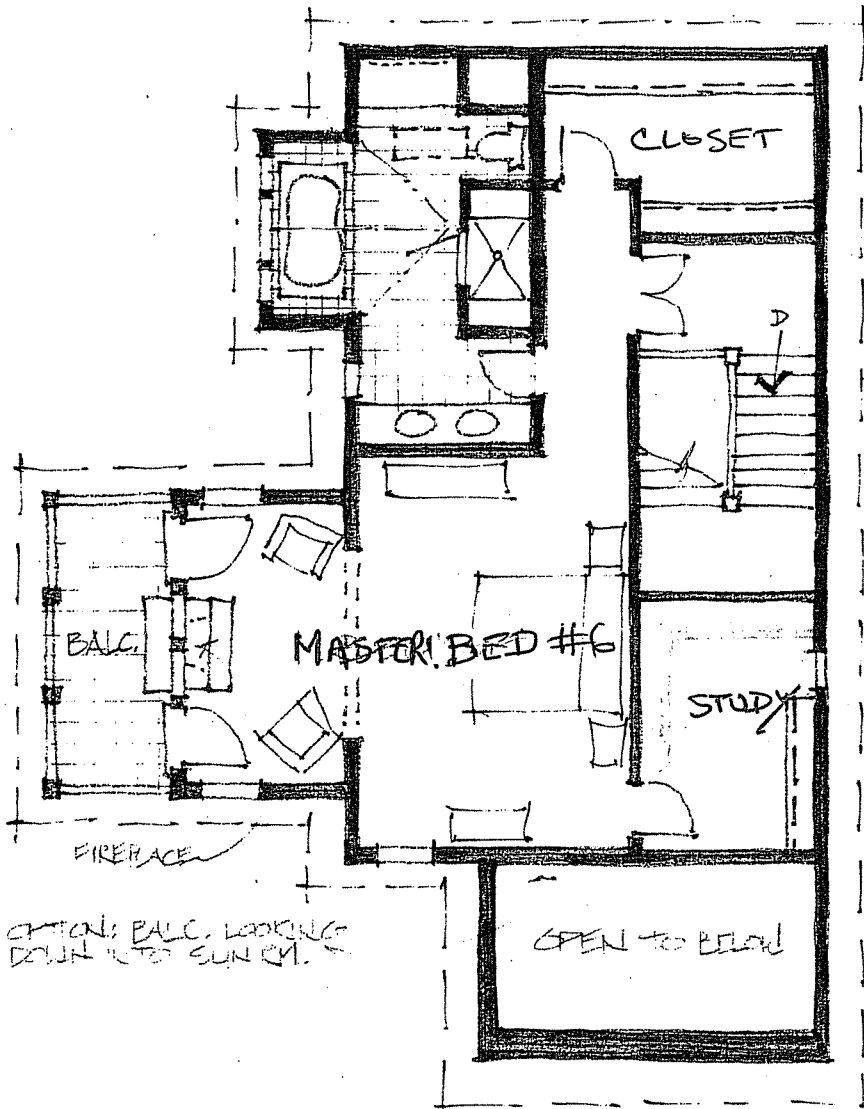 CLOSET
D
BALC.
MASTER BED #6
STUDY
FIREPLACE
OPTION: BALC. LOOKING
DOWN INTO SUN RM.
OPEN TO BELOW